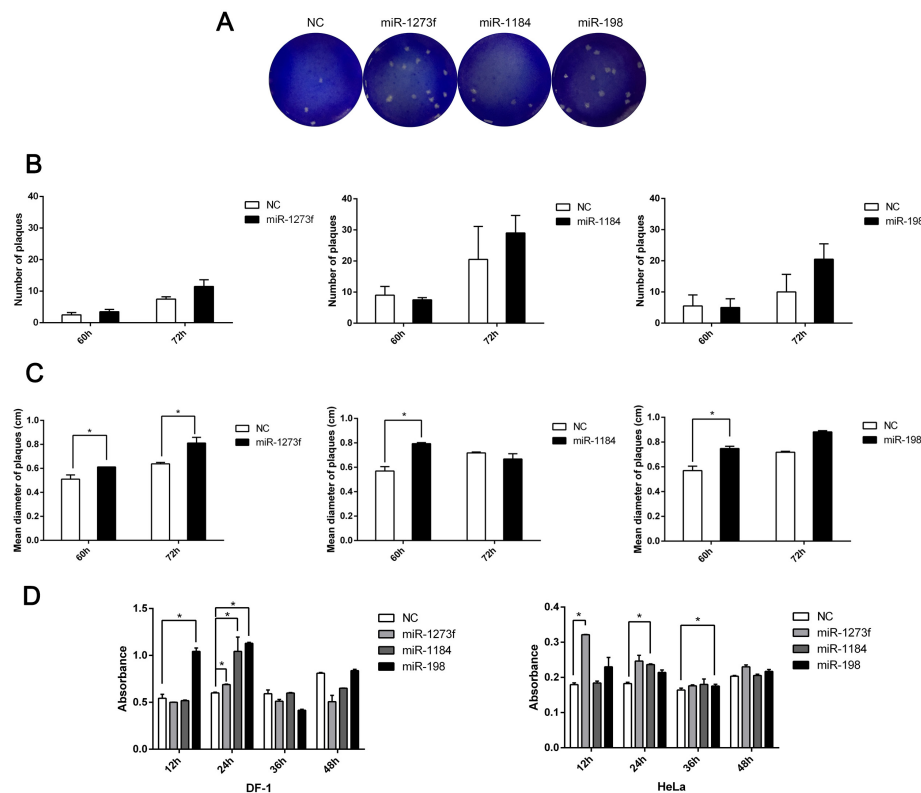 A
NC miR-1273f miR-1184 miR-198
B
Number of plaques
40
30
20
10
0
60h 72h
NC
miR-1273f
Number of plaques
40
30
20
10
0
60h 72h
NC
miR-1184
Number of plaques
40
30
20
10
0
60h 72h
NC
miR-198
C
Mean diameter of plaques (cm)
1.0
0.8
0.6
0.4
0.2
0.0
* *
60h 72h
NC
miR-1273f
Mean diameter of plaques (cm)
1.0
0.8
0.6
0.4
0.2
0.0
*
60h 72h
NC
miR-1184
Mean diameter of plaques (cm)
1.0
0.8
0.6
0.4
0.2
0.0
*
60h 72h
NC
miR-198
D
Absorbance
1.5
1.0
0.5
0.0
* * * *
12h 24h 36h 48h
DF-1
NC
miR-1273f
miR-1184
miR-198
Absorbance
0.4
0.3
0.2
0.1
0.0
* * *
12h 24h 36h 48h
HeLa
NC
miR-1273f
miR-1184
miR-198